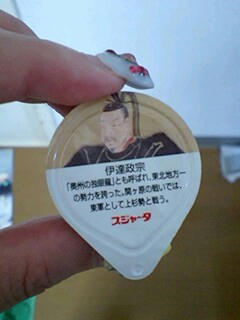 伊達政宗
「奥州の独眼龍」とも呼ばれ、東北地方一
の勢力を誇った。関ヶ原の戦いでは、
東軍として上杉勢と戦う。
スジャータ